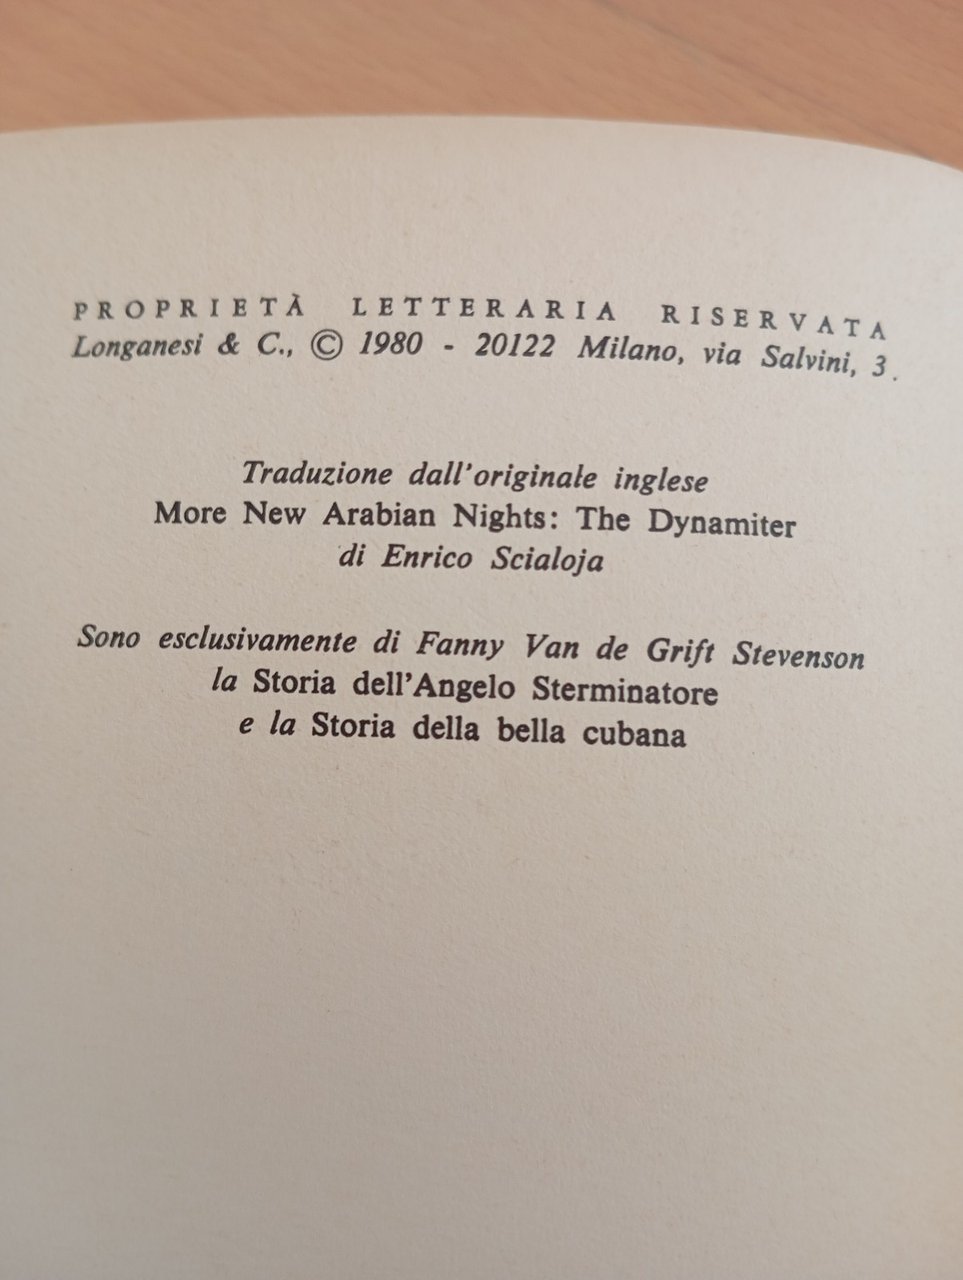 PROPRIETÀ LETTERARIA RISERVATA
Longanesi & C., © 1980 - 20122 Milano, via Salvini, 3.
Traduzione dall'originale inglese
More New Arabian Nights: The Dynamiter
di Enrico Scialoja
Sono esclusivamente di Fanny Van de Grift Stevenson
la Storia dell'Angelo Sterminatore
e la Storia della bella cubana